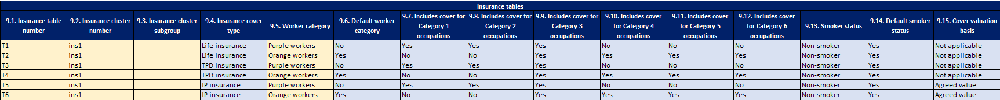 Insurance tables
9.1. Insurance table number | 9.2. Insurance cluster number | 9.3. Insurance cluster subgroup | 9.4. Insurance cover type | 9.5. Worker category | 9.6. Default worker category | 9.7. Includes cover for Category 1 occupations | 9.8. Includes cover for Category 2 occupations | 9.9. Includes cover for Category 3 occupations | 9.10. Includes cover for Category 4 occupations | 9.11. Includes cover for Category 5 occupations | 9.12. Includes cover for Category 6 occupations | 9.13. Smoker status | 9.14. Default smoker status | 9.15. Cover valuation basis
T1 | ins1 | | Life insurance | Purple workers | No | Yes | Yes | Yes | No | No | No | Non-smoker | Yes | Not applicable
T2 | ins1 | | Life insurance | Orange workers | Yes | No | No | Yes | Yes | Yes | Yes | Non-smoker | Yes | Not applicable
T3 | ins1 | | TPD insurance | Purple workers | No | Yes | Yes | Yes | No | No | No | Non-smoker | Yes | Not applicable
T4 | ins1 | | TPD insurance | Orange workers | Yes | No | No | Yes | Yes | Yes | Yes | Non-smoker | Yes | Not applicable
T5 | ins1 | | IP insurance | Purple workers | No | Yes | Yes | Yes | No | No | No | Non-smoker | Yes | Agreed value
T6 | ins1 | | IP insurance | Orange workers | Yes | No | No | Yes | Yes | Yes | Yes | Non-smoker | Yes | Agreed value